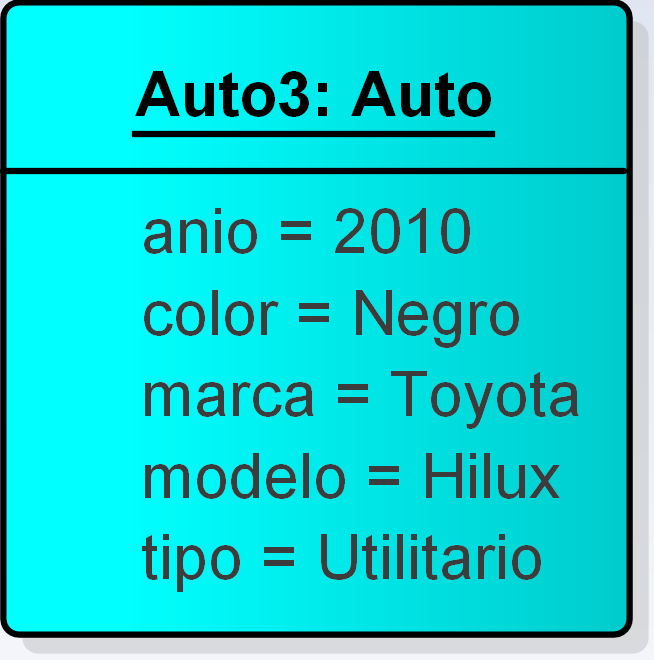 Auto3: Auto
anio = 2010
color = Negro
marca = Toyota
modelo = Hilux
tipo = Utilitario